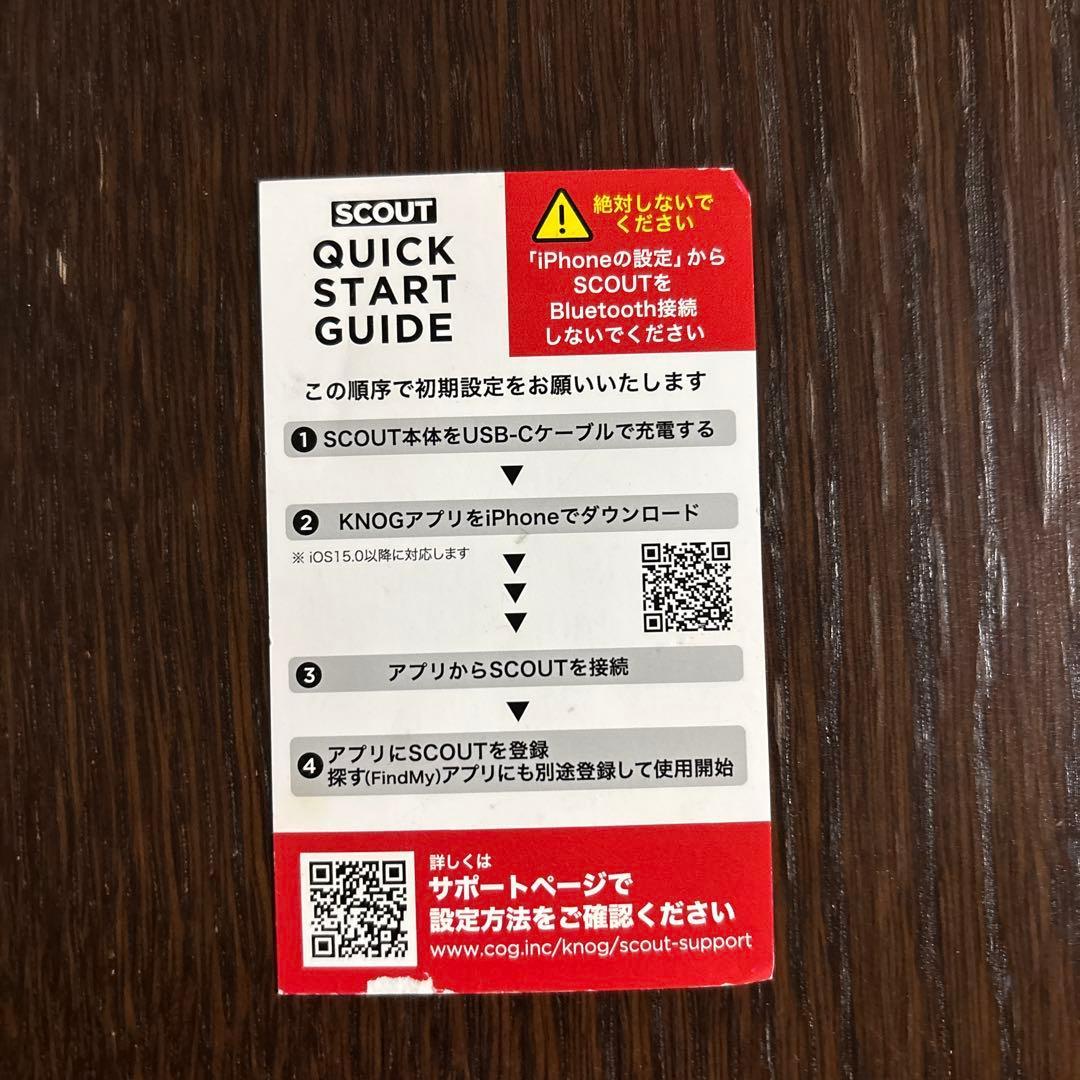 SCOUT
QUICK
START
GUIDE
絶対しないで
ください
「iPhoneの設定」から
SCOUTを
Bluetooth接続
しないでください
この順序で初期設定をお願いいたします
1 SCOUT本体をUSB-Cケーブルで充電する
2 KNOGアプリをiPhoneでダウンロード
※ iOS15.0以降に対応します
3 アプリからSCOUTを接続
4 アプリにSCOUTを登録
探す(FindMy)アプリにも別途登録して使用開始
詳しくは
サポートページで
設定方法をご確認ください
www.cog.inc/knog/scout-support